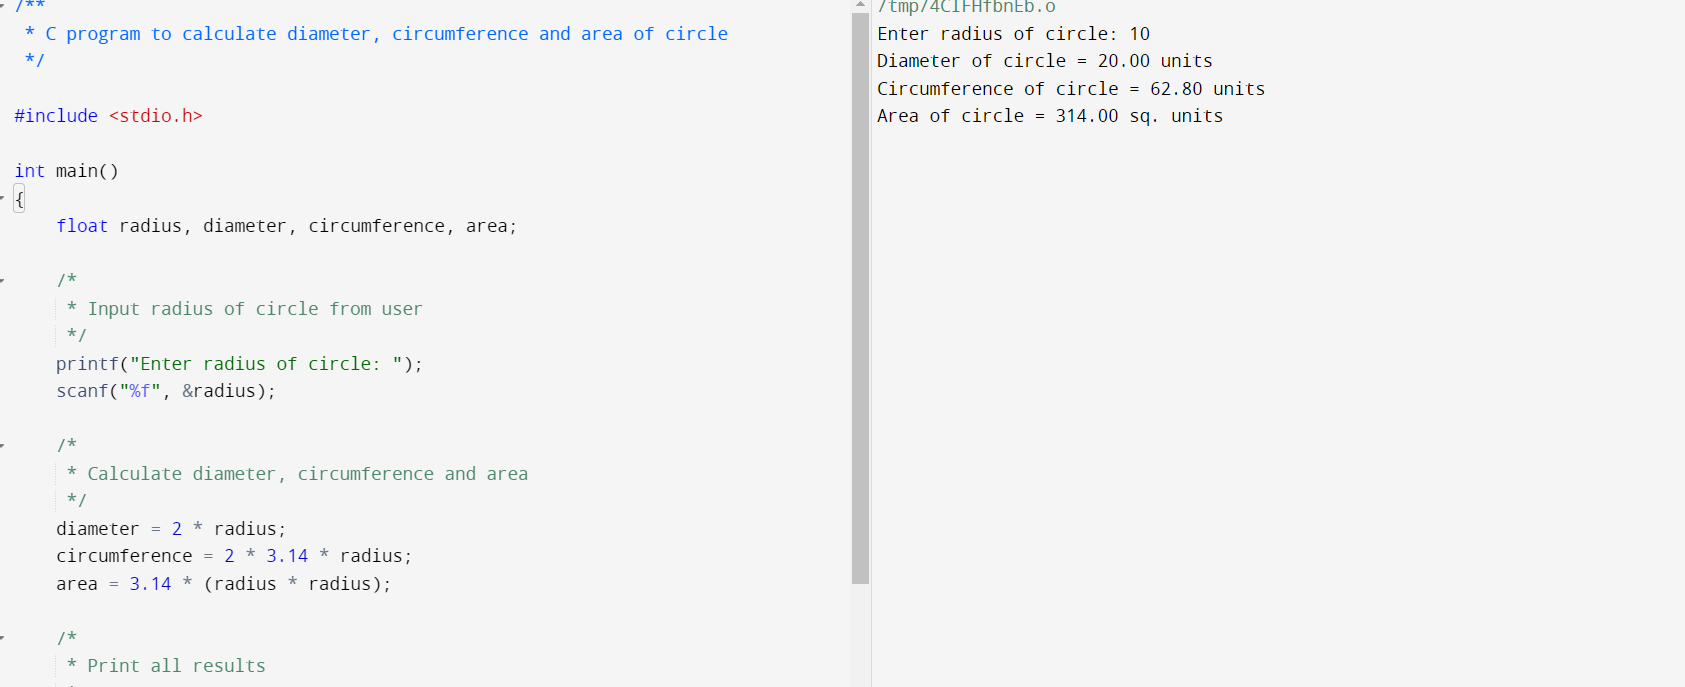 /**
 * C program to calculate diameter, circumference and area of circle
 */
#include <stdio.h>
int main()
{
    float radius, diameter, circumference, area;
    /*
     * Input radius of circle from user
     */
    printf("Enter radius of circle: ");
    scanf("%f", &radius);
    /*
     * Calculate diameter, circumference and area
     */
    diameter = 2 * radius;
    circumference = 2 * 3.14 * radius;
    area = 3.14 * (radius * radius);
    /*
     * Print all results
Enter radius of circle: 10
Diameter of circle = 20.00 units
Circumference of circle = 62.80 units
Area of circle = 314.00 sq. units